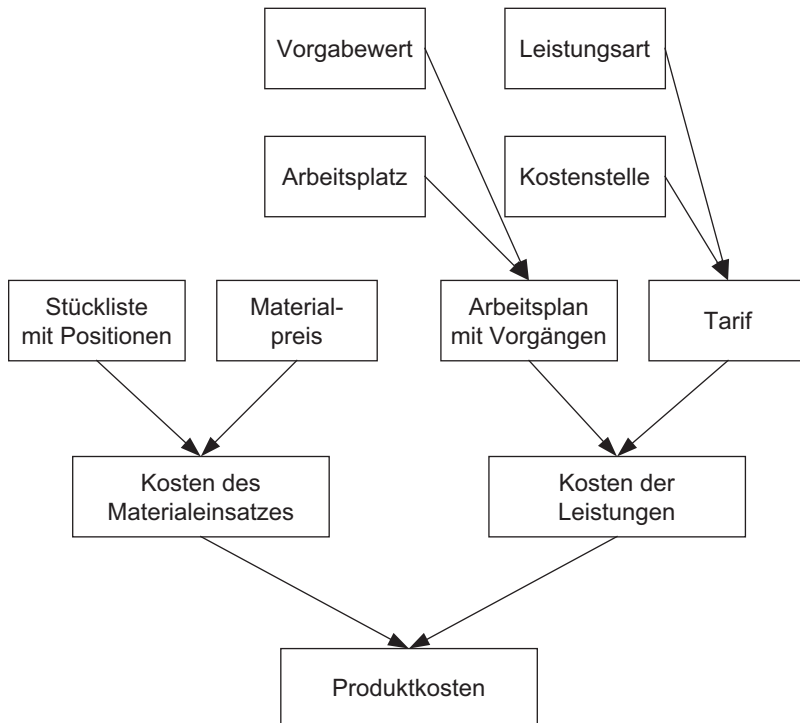 Vorgabewert
Leistungsart
Arbeitsplatz
Kostenstelle
Stückliste
mit Positionen
Material-
preis
Arbeitsplan
mit Vorgängen
Tarif
Kosten des
Materialeinsatzes
Kosten der
Leistungen
Produktkosten